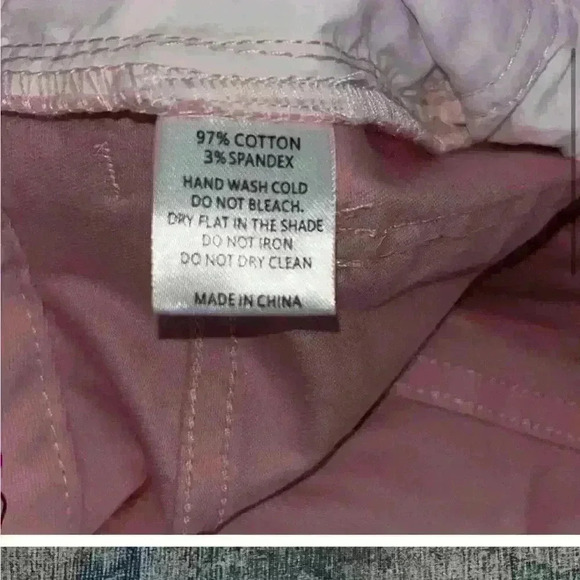 97% COTTON
3% SPANDEX
HAND WASH COLD
DO NOT BLEACH.
DRY FLAT IN THE SHADE
DO NOT IRON
DO NOT DRY CLEAN
MADE IN CHINA